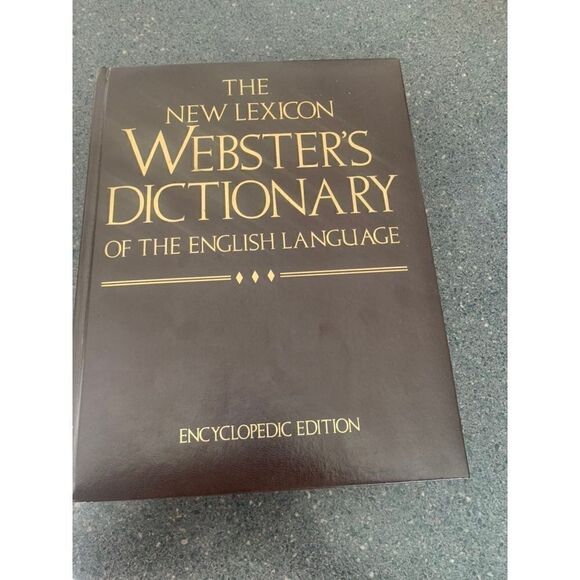 THE
NEW LEXICON
WEBSTER'S
DICTIONARY
OF THE ENGLISH LANGUAGE
ENCYCLOPEDIC EDITION